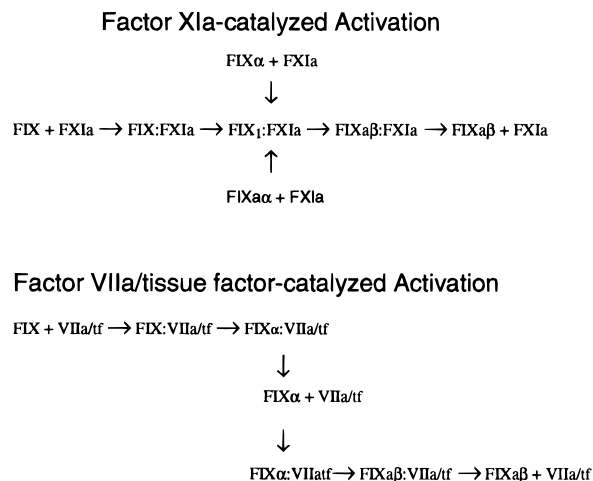 Factor XIa-catalyzed Activation
FIXα + FXIa
↓
FIX + FXIa → FIX:FXIa → FIX₁:FXIa → FIXaβ:FXIa → FIXaβ + FXIa
↑
FIXaα + FXIa
Factor VIIa/tissue factor-catalyzed Activation
FIX + VIIa/tf → FIX:VIIa/tf → FIXα:VIIa/tf
↓
FIXα + VIIa/tf
↓
FIXα:VIIatf → FIXaβ:VIIa/tf → FIXaβ + VIIa/tf